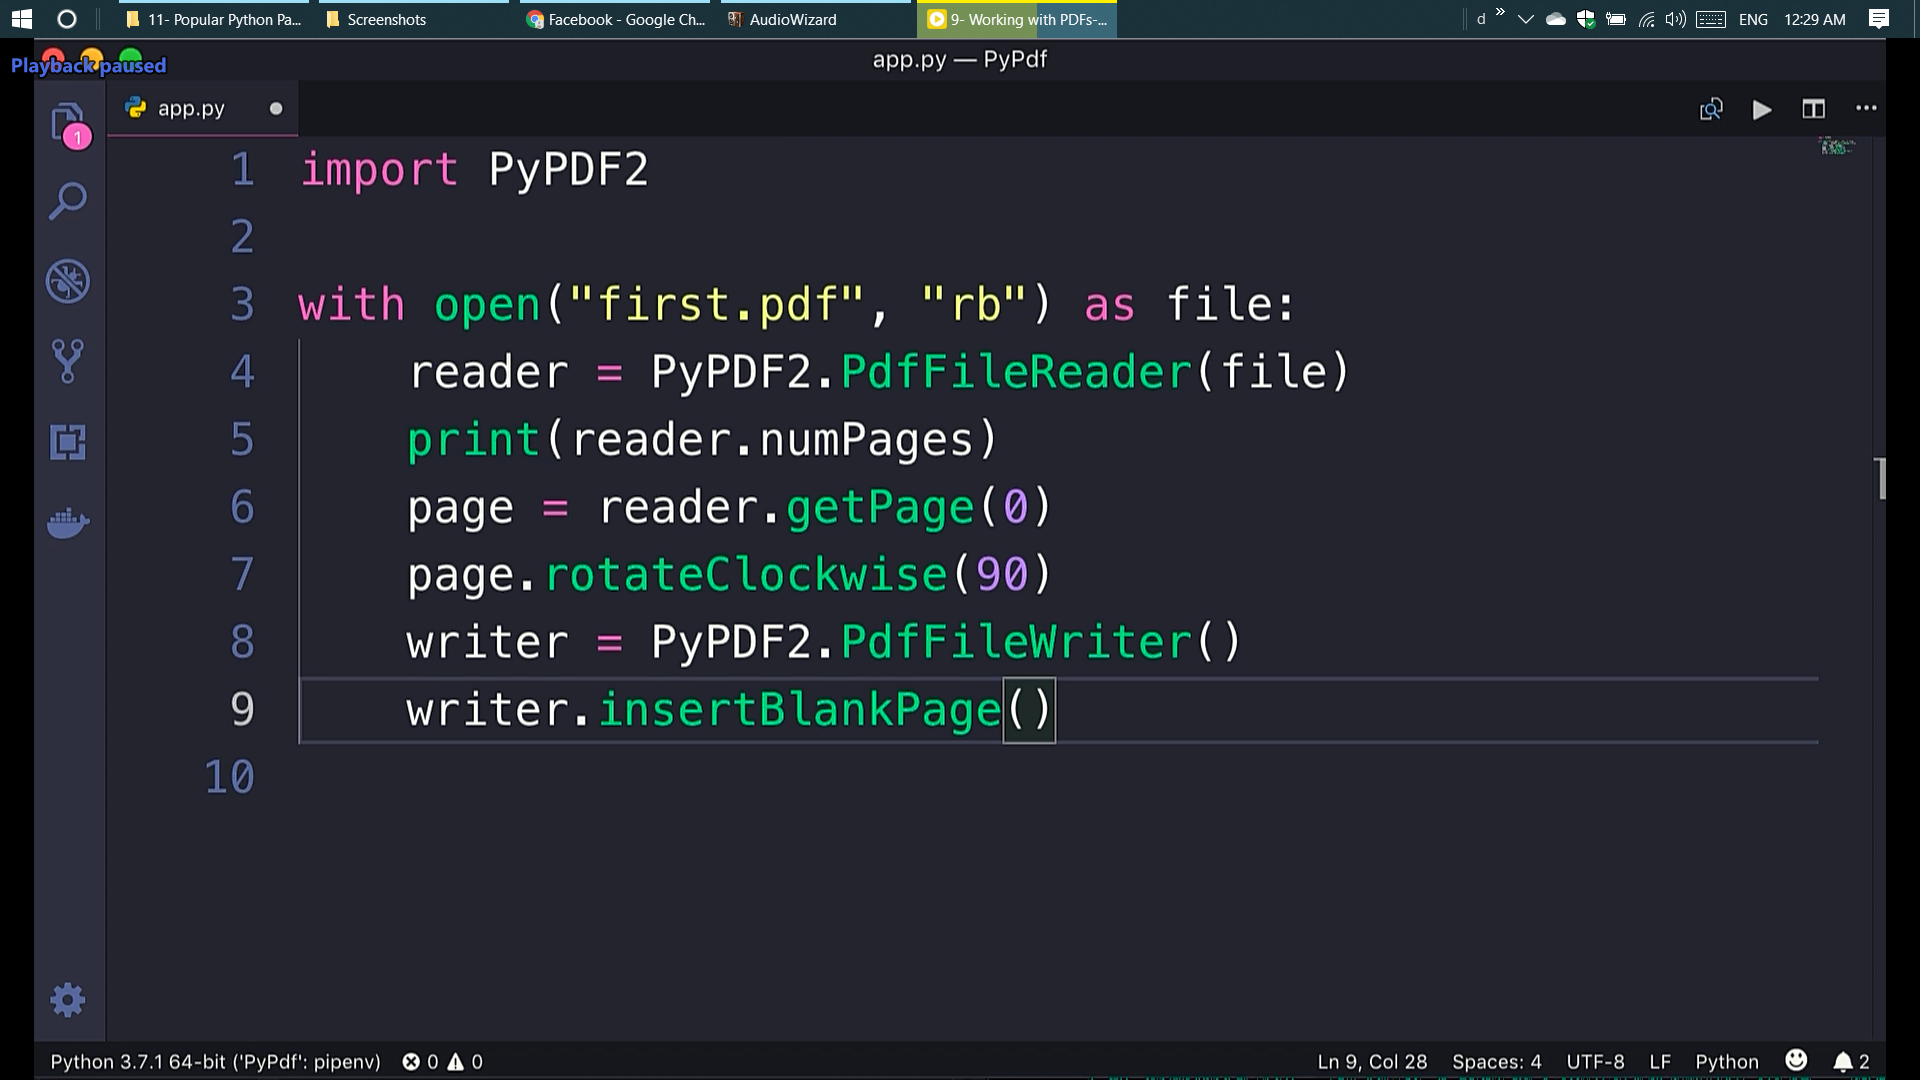 11- Popular Python Pa...
Screenshots
Facebook - Google Ch...
AudioWizard
9- Working with PDFs-...
d »
ENG
12:29 AM
Playback paused
app.py — PyPdf
1
app.py
1 import PyPDF2
2
3 with open("first.pdf", "rb") as file:
4 reader = PyPDF2.PdfFileReader(file)
5 print(reader.numPages)
6 page = reader.getPage(0)
7 page.rotateClockwise(90)
8 writer = PyPDF2.PdfFileWriter()
9 writer.insertBlankPage()
10
Python 3.7.1 64-bit ('PyPdf': pipenv) 0 0 Ln 9, Col 28 Spaces: 4 UTF-8 LF Python 2